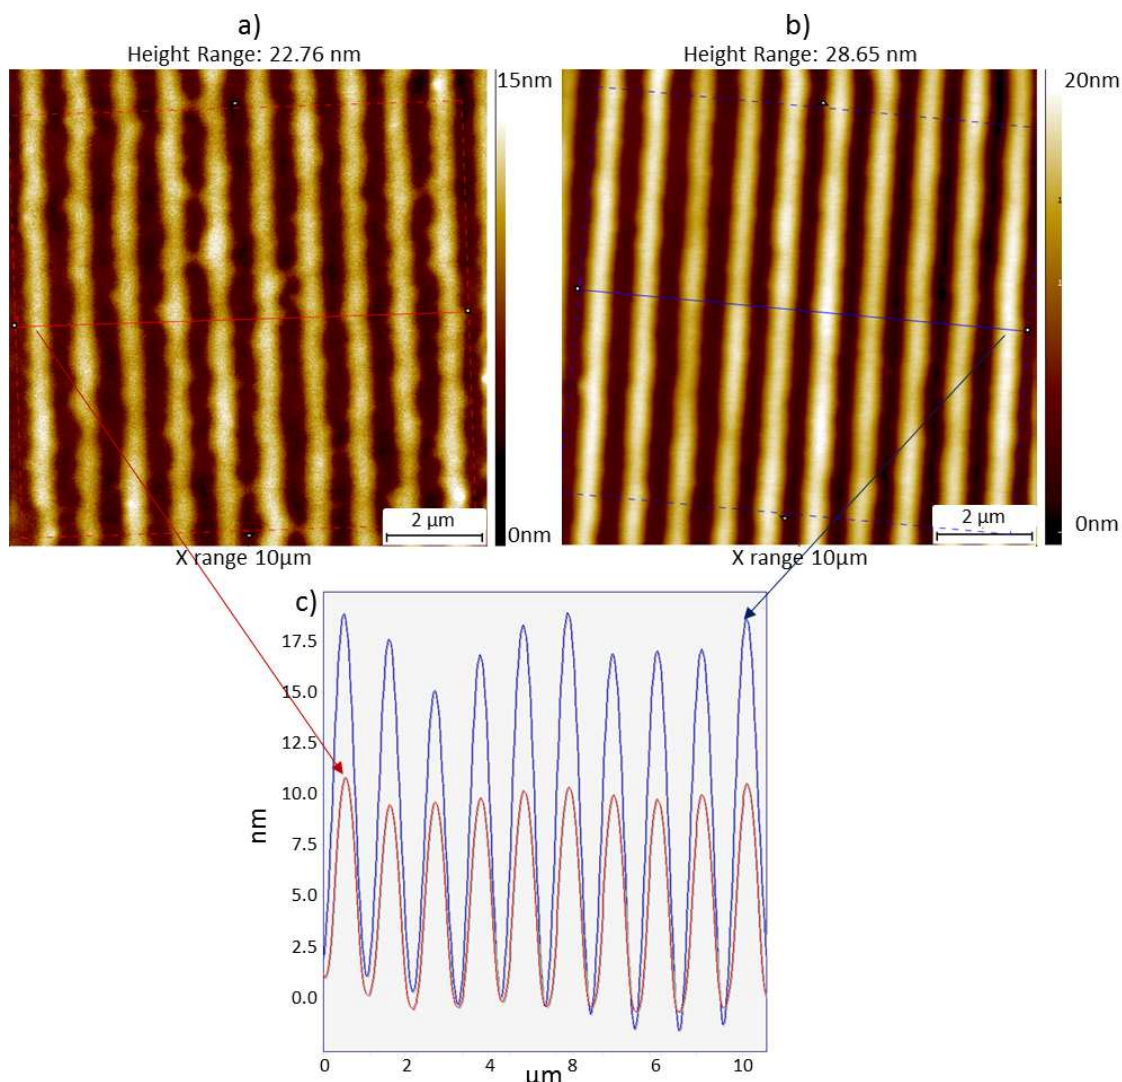 a)
Height Range: 22.76 nm
15nm
0nm
2 µm
X range 10µm
b)
Height Range: 28.65 nm
20nm
0nm
2 µm
X range 10µm
c)
17.5
15.0
12.5
10.0
7.5
5.0
2.5
0.0
nm
0 2 4 8 6 10
µm